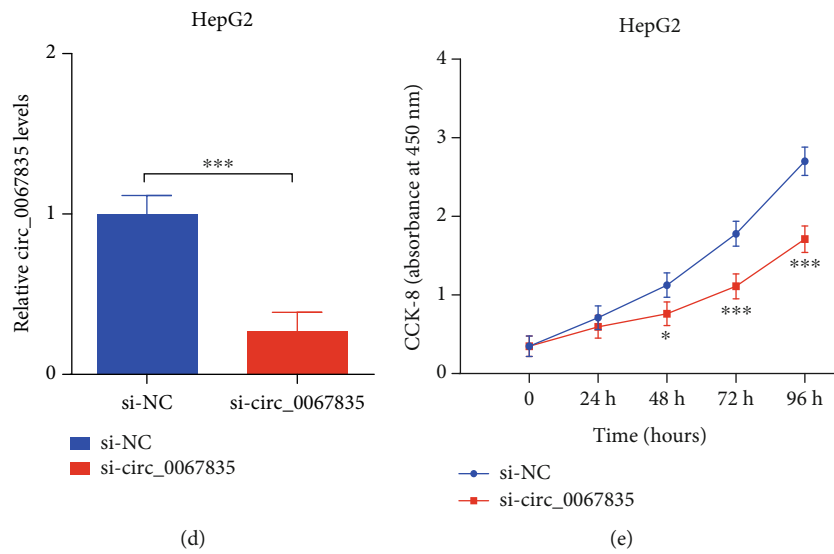 HepG2
Relative circ_0067835 levels
2
1
0
***
si-NC
si-circ_0067835
si-NC
si-circ_0067835
(d)
HepG2
CCK-8 (absorbance at 450 nm)
4
3
2
1
0
*
***
***
0
24 h
48 h
72 h
96 h
Time (hours)
si-NC
si-circ_0067835
(e)